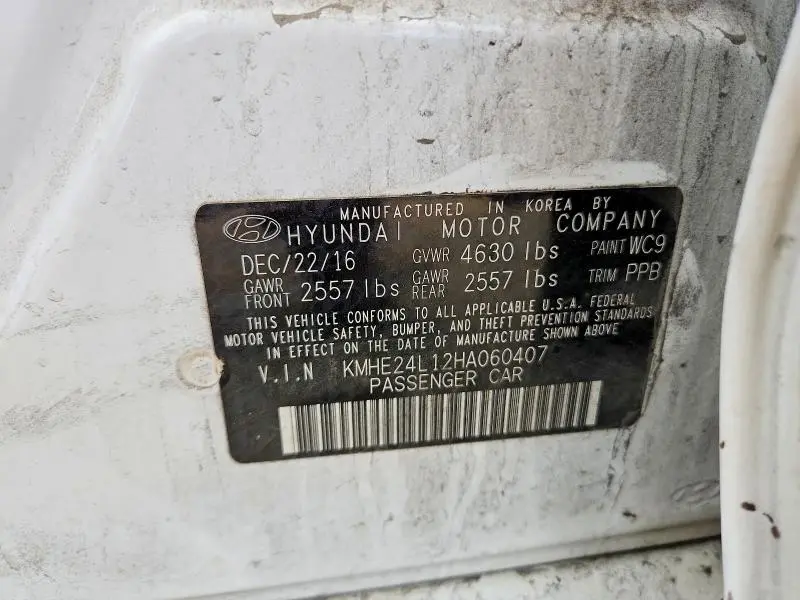 MANUFACTURED IN KOREA BY
HYUNDAI MOTOR COMPANY
DEC/22/16 GVWR 4630 lbs PAINT WC9
GAWR FRONT 2557 lbs GAWR REAR 2557 lbs TRIM PPB
THIS VEHICLE CONFORMS TO ALL APPLICABLE U.S.A. FEDERAL
MOTOR VEHICLE SAFETY, BUMPER, AND THEFT PREVENTION STANDARDS
IN EFFECT ON THE DATE OF MANUFACTURE SHOWN ABOVE
V.I.N KMHE24L12HA060407
PASSENGER CAR